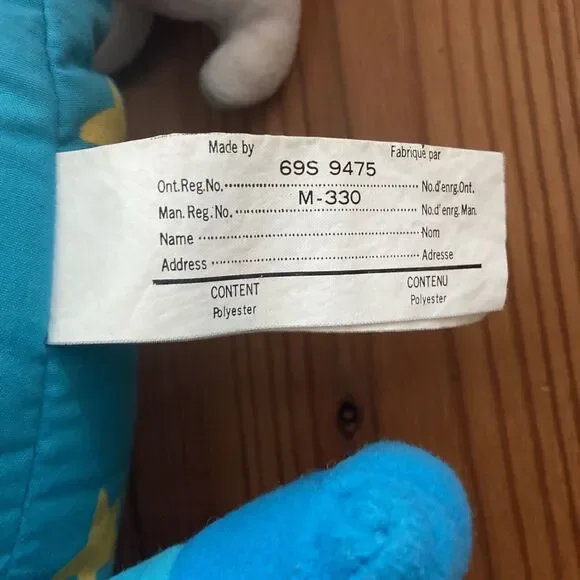 Made by Fabriqué par
69S 9475
Ont.Reg.No. No.d'enrg.Ont.
M-330
Man. Reg. No. No.d'enrg.Man.
Name Nom
Address Adresse
CONTENT CONTENU
Polyester Polyester